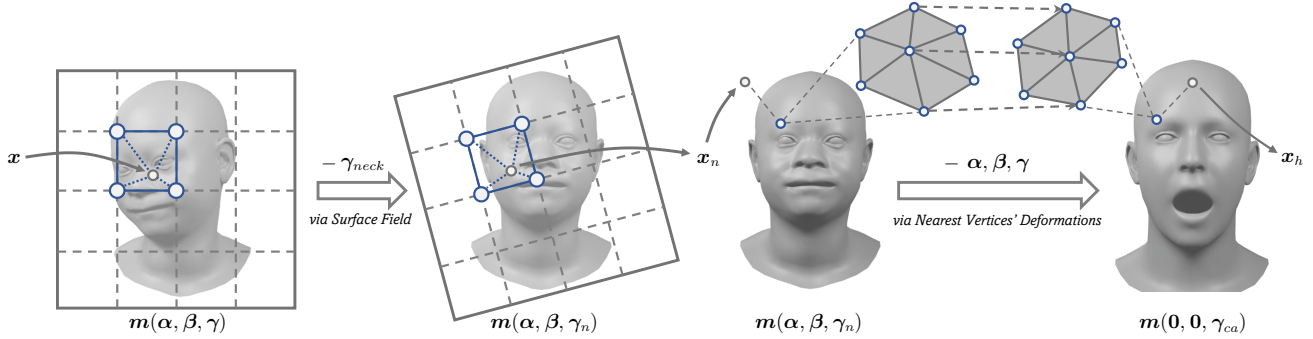 x
− γ_neck
via Surface Field
x_n
− α, β, γ
via Nearest Vertices' Deformations
x_h
m(α, β, γ)
m(α, β, γ_n)
m(α, β, γ_n)
m(0, 0, γ_ca)